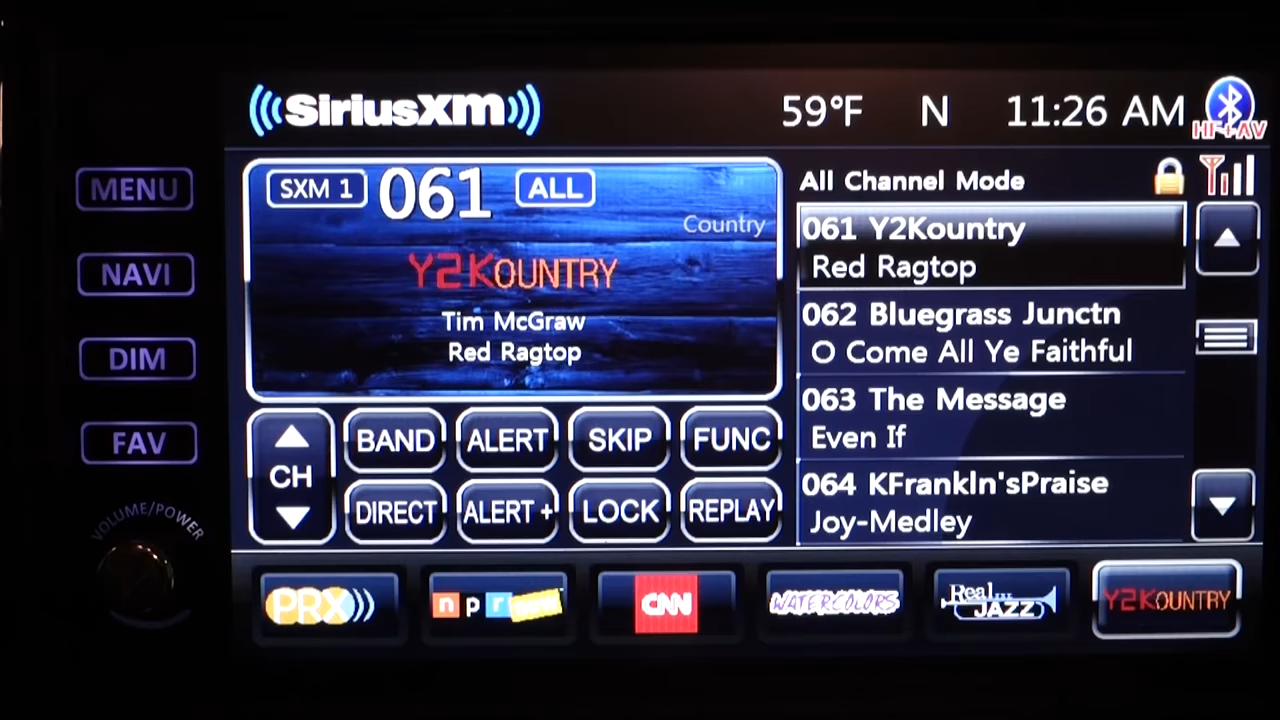 SiriusXM
59°F N 11:26 AM
HF+AV
MENU
NAVI
DIM
FAV
VOLUME/POWER
SXM 1 061 ALL
Country
Y2KOUNTRY
Tim McGraw
Red Ragtop
CH
BAND ALERT SKIP FUNC
DIRECT ALERT + LOCK REPLAY
All Channel Mode
061 Y2Kountry
Red Ragtop
062 Bluegrass Junctn
O Come All Ye Faithful
063 The Message
Even If
064 KFrankln'sPraise
Joy-Medley
PRX npr now CNN WATERCOLORS Real... JAZZ Y2KOUNTRY